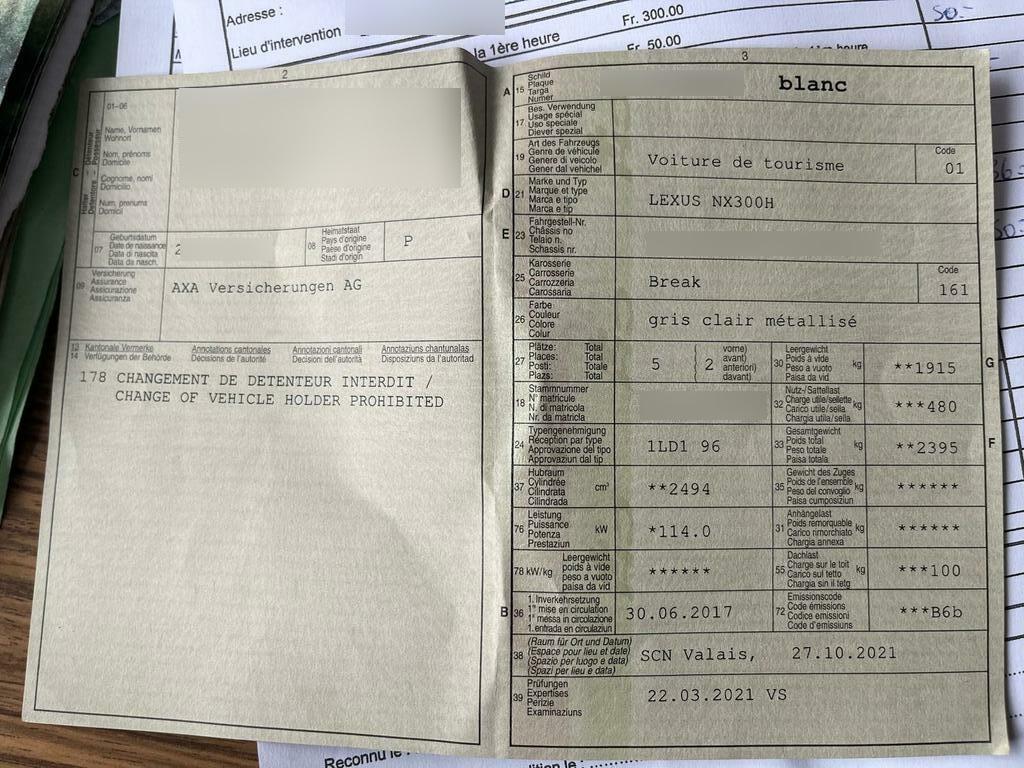 Adresse :
Lieu d'intervention
la 1ère heure
Fr. 300.00
Fr. 50.00
50.-
2
01–06
Name, Vornamen
Wohnort
Nom, prénoms
Domicile
Cognome, nomi
Domicilio
Num, prenums
Domicil
C
Halter - Détenteur
Detentore - Possessur
07
Geburtsdatum
Date de naissance
Data di nascita
Data da nasch.
2
08
Heimatstaat
Pays d'origine
Paese d'origine
Stadi d'origin
P
09
Versicherung
Assurance
Assicurazione
Assicuranza
AXA Versicherungen AG
13 Kantonale Vermerke Annotations cantonales Annotazioni cantonali Annotaziuns chantunalas
14 Verfügungen der Behörde Décisions de l'autorité Decisioni dell'autorità Disposiziuns da l'autoritad
178 CHANGEMENT DE DETENTEUR INTERDIT /
CHANGE OF VEHICLE HOLDER PROHIBITED
3
A
15
Schild
Plaque
Targa
Numer
blanc
17
Bes. Verwendung
Usage spécial
Uso speciale
Diever spezial
19
Art des Fahrzeugs
Genre de véhicule
Genere di veicolo
Gener dal vehichel
Voiture de tourisme
Code
01
D
21
Marke und Typ
Marque et type
Marca e tipo
Marca e tip
LEXUS NX300H
E
23
Fahrgestell-Nr.
Châssis no
Telaio n.
Schassis nr.
25
Karosserie
Carrosserie
Carrozzeria
Carossaria
Break
Code
161
26
Farbe
Couleur
Colore
Colur
gris clair métallisé
27
Plätze: Total
Places: Total
Posti: Totale
Plazs: Total
5
( 2
vorne)
avant)
anteriori)
davant)
30
Leergewicht
Poids à vide
Peso a vuoto
Paisa da vid
kg
**1915
G
18
Stammnummer
N° matricule
N. di matricola
Nr. da matricla
32
Nutz-/Sattellast
Charge utile/sellette
Carico utile/sella
Chargia utila/sella
kg
***480
24
Typengenehmigung
Réception par type
Approvazione del tipo
Approvaziun dal tip
1LD1 96
33
Gesamtgewicht
Poids total
Peso totale
Paisa totala
kg
**2395
F
37
Hubraum
Cylindrée
Cilindrata
Cilindrada
cm³
**2494
35
Gewicht des Zuges
Poids de l'ensemble
Peso del convoglio
Paisa cumposiziun
kg
******
76
Leistung
Puissance
Potenza
Prestaziun
kW
*114.0
31
Anhängelast
Poids remorquable
Carico rimorchiato
Chargia annexa
kg
******
78 kW/kg
Leergewicht
poids à vide
peso a vuoto
paisa da vid
******
55
Dachlast
Charge sur le toit
Carico sul tetto
Chargia sin il tetg
kg
***100
B
36
1. Inverkehrsetzung
1re mise en circulation
1a messa in circolazione
1. entrada en circulaziun
30.06.2017
72
Emissionscode
Code émissions
Codice emissioni
Code d'emissiuns
***B6b
38
(Raum für Ort und Datum)
(Espace pour lieu et date)
(Spazio per luogo e data)
(Spazi per lieu e data)
SCN Valais, 27.10.2021
39
Prüfungen
Expertises
Perizie
Examinaziuns
22.03.2021 VS
Reconnu le :